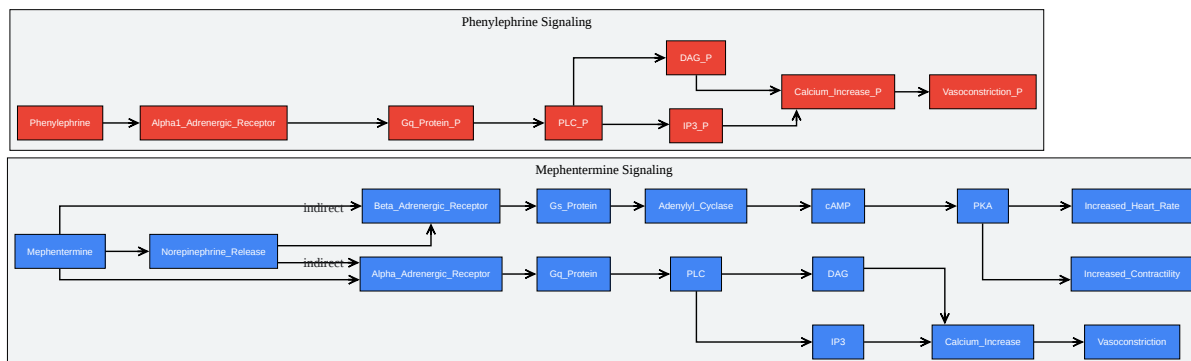 Phenylephrine Signaling
DAG_P
Calcium_Increase_P
Vasoconstriction_P
Phenylephrine
Alpha1_Adrenergic_Receptor
Gq_Protein_P
PLC_P
IP3_P
Mephentermine Signaling
indirect
Beta_Adrenergic_Receptor
Gs_Protein
Adenylyl_Cyclase
cAMP
PKA
Increased_Heart_Rate
Mephentermine
Norepinephrine_Release
indirect
Alpha_Adrenergic_Receptor
Gq_Protein
PLC
DAG
Increased_Contractility
IP3
Calcium_Increase
Vasoconstriction